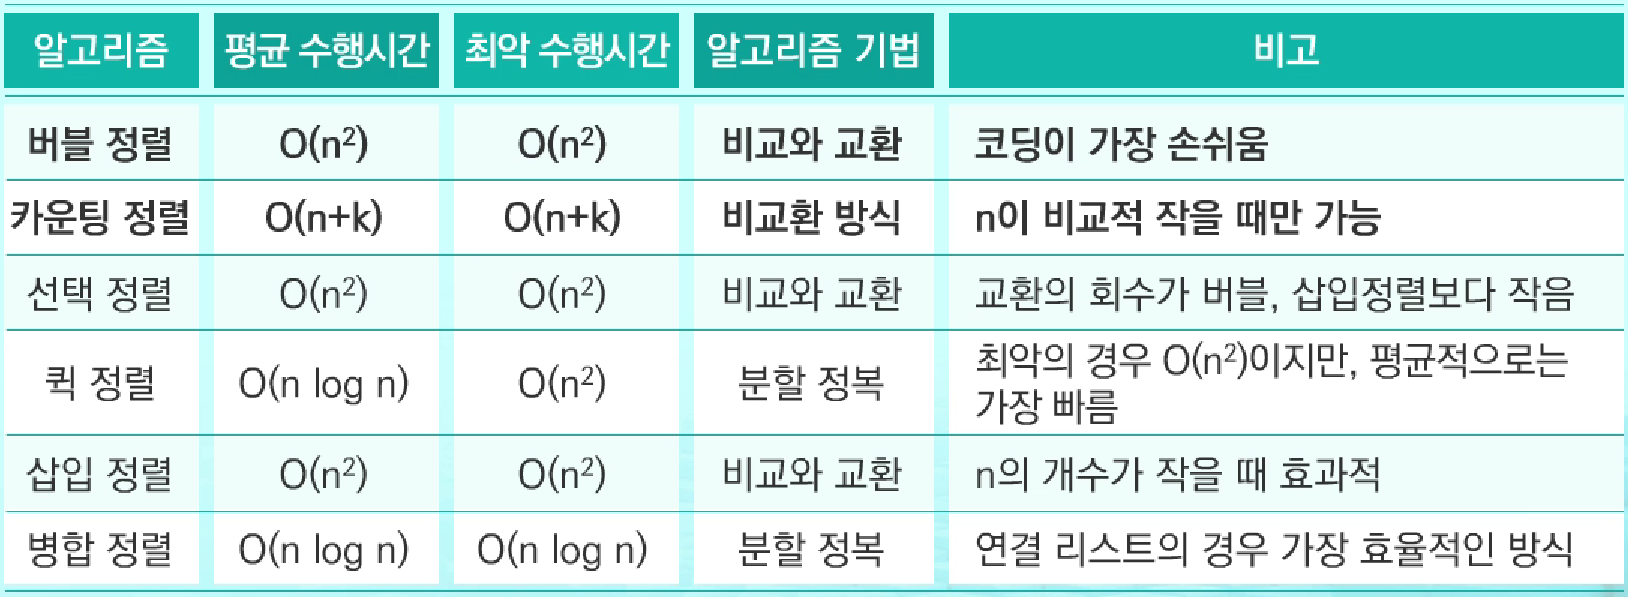 알고리즘 평균 수행시간 최악 수행시간 알고리즘 기법 비고
버블 정렬 O(n²) O(n²) 비교와 교환 코딩이 가장 손쉬움
카운팅 정렬 O(n+k) O(n+k) 비교환 방식 n이 비교적 작을 때만 가능
선택 정렬 O(n²) O(n²) 비교와 교환 교환의 회수가 버블, 삽입정렬보다 작음
퀵 정렬 O(n log n) O(n²) 분할 정복 최악의 경우 O(n²)이지만, 평균적으로는
가장 빠름
삽입 정렬 O(n²) O(n²) 비교와 교환 n의 개수가 작을 때 효과적
병합 정렬 O(n log n) O(n log n) 분할 정복 연결 리스트의 경우 가장 효율적인 방식